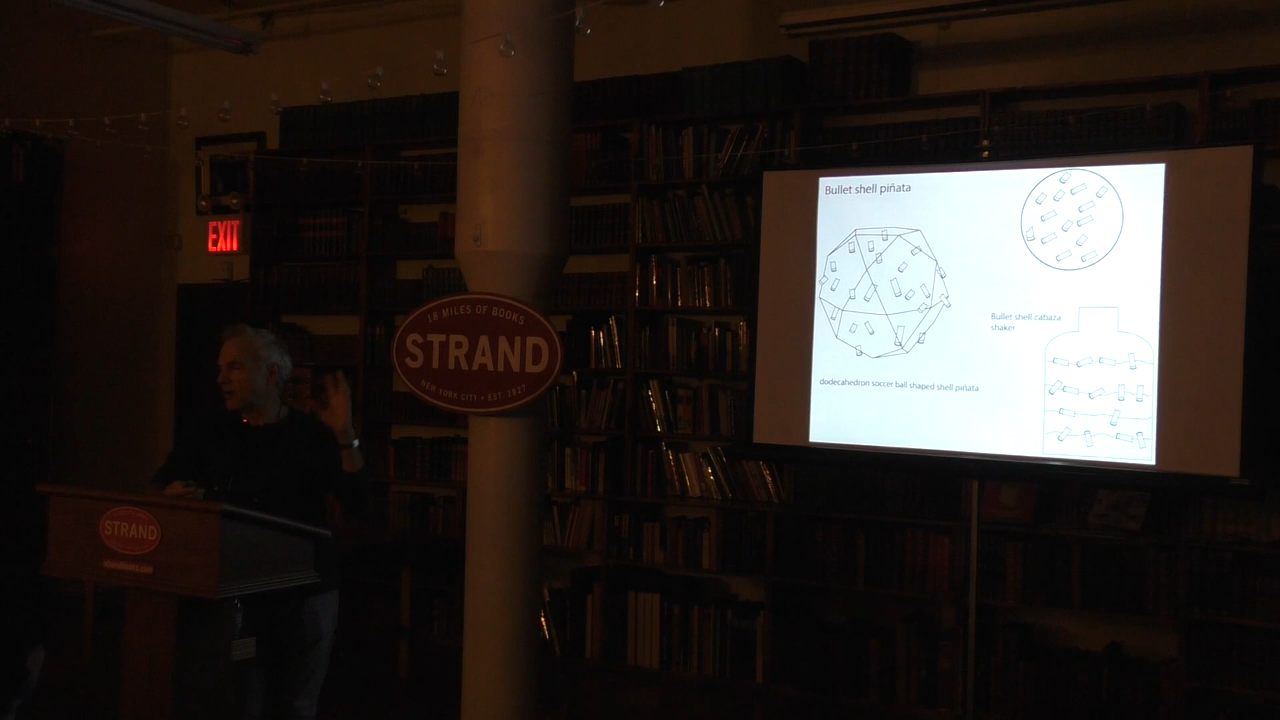 EXIT
18 MILES OF BOOKS
STRAND
NEW YORK CITY • EST. 1927
STRAND
Bullet shell piñata
Bullet shell cabaza
shaker
dodecahedron soccer ball shaped shell piñata